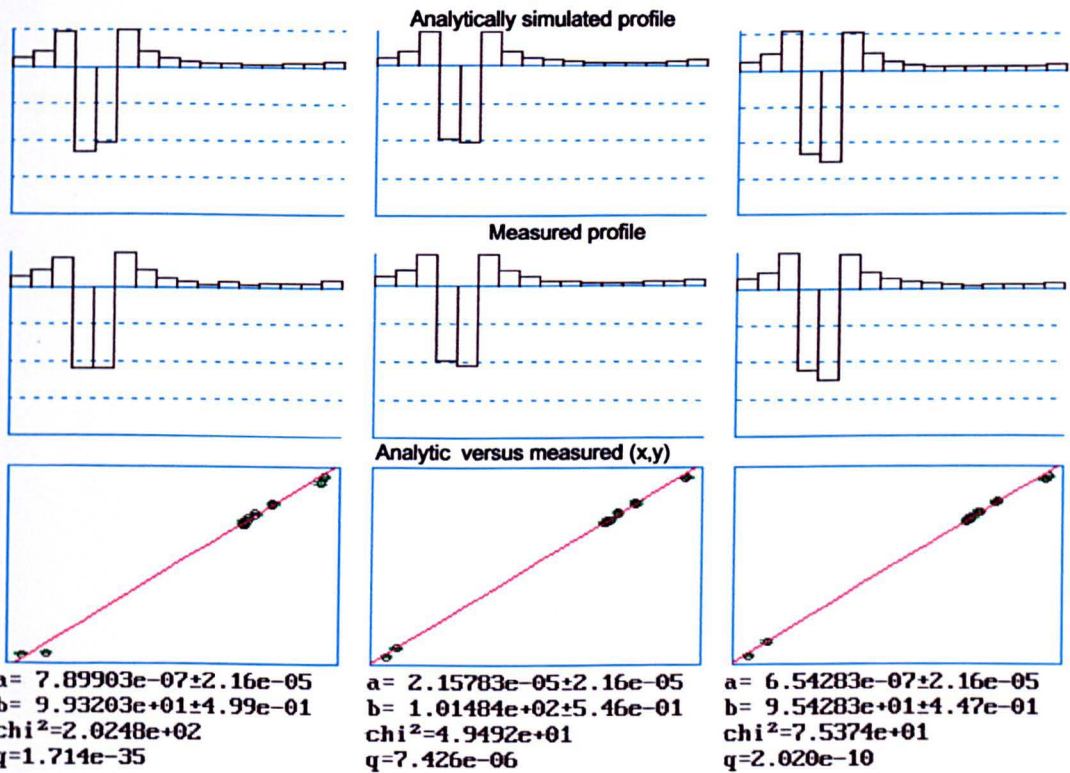 Analytically simulated profile
Measured profile
Analytic versus measured (x,y)
a= 7.89903e-07±2.16e-05
b= 9.93203e+01±4.99e-01
chi²=2.0248e+02
q=1.714e-35
a= 2.15783e-05±2.16e-05
b= 1.01484e+02±5.46e-01
chi²=4.9492e+01
q=7.426e-06
a= 6.54283e-07±2.16e-05
b= 9.54283e+01±4.47e-01
chi²=7.5374e+01
q=2.020e-10